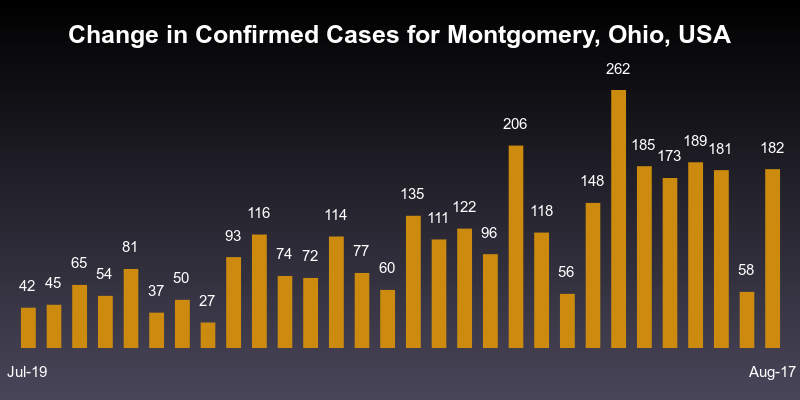 Change in Confirmed Cases for Montgomery, Ohio, USA
42 45 65 54 81 37 50 27 93 116 74 72 114 77 60 135 111 122 96 206 118 56 148 262 185 173 189 181 58 182
Jul-19 Aug-17